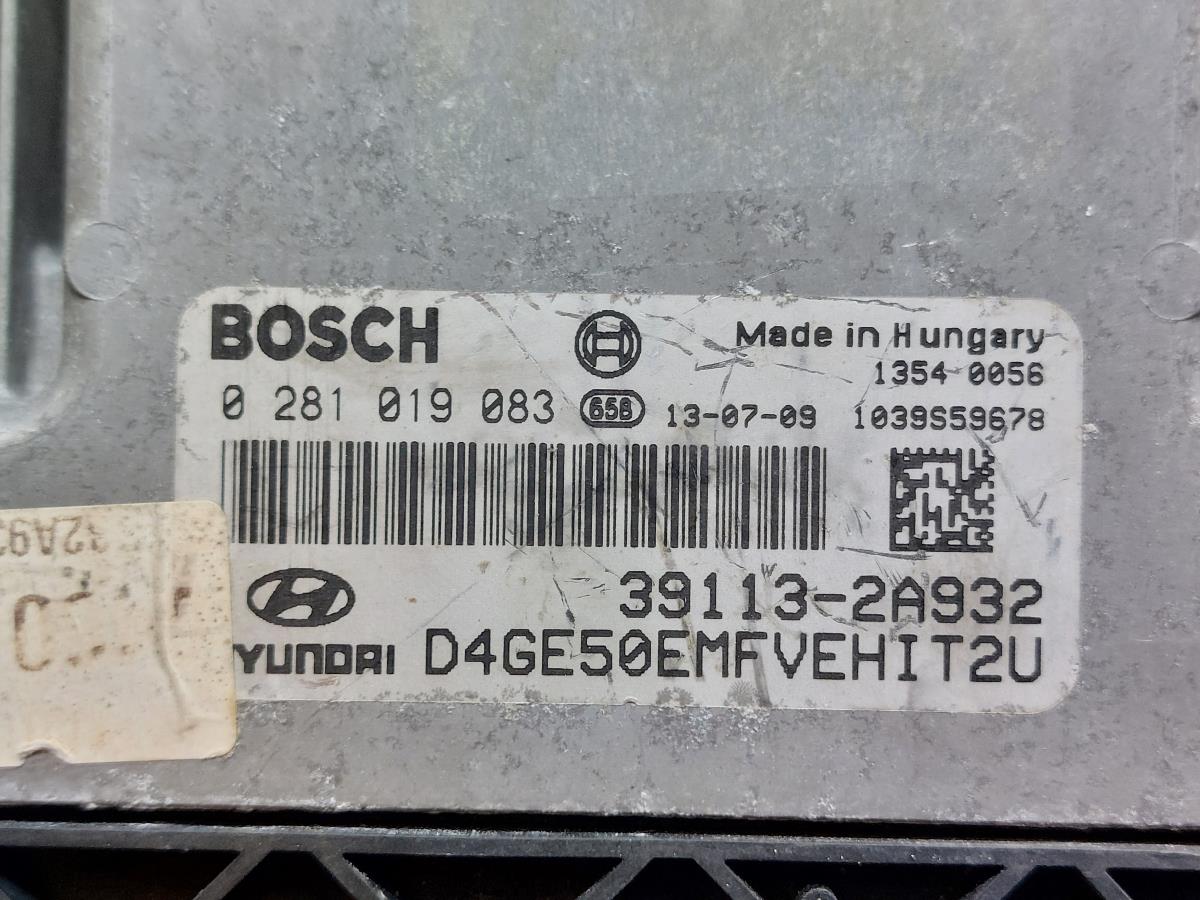 BOSCH
Made in Hungary
1354 0056
0 281 019 083 658 13-07-09 1039S59678
39113-2A932
HYUNDAI D4GE50EMFVEHIT2U